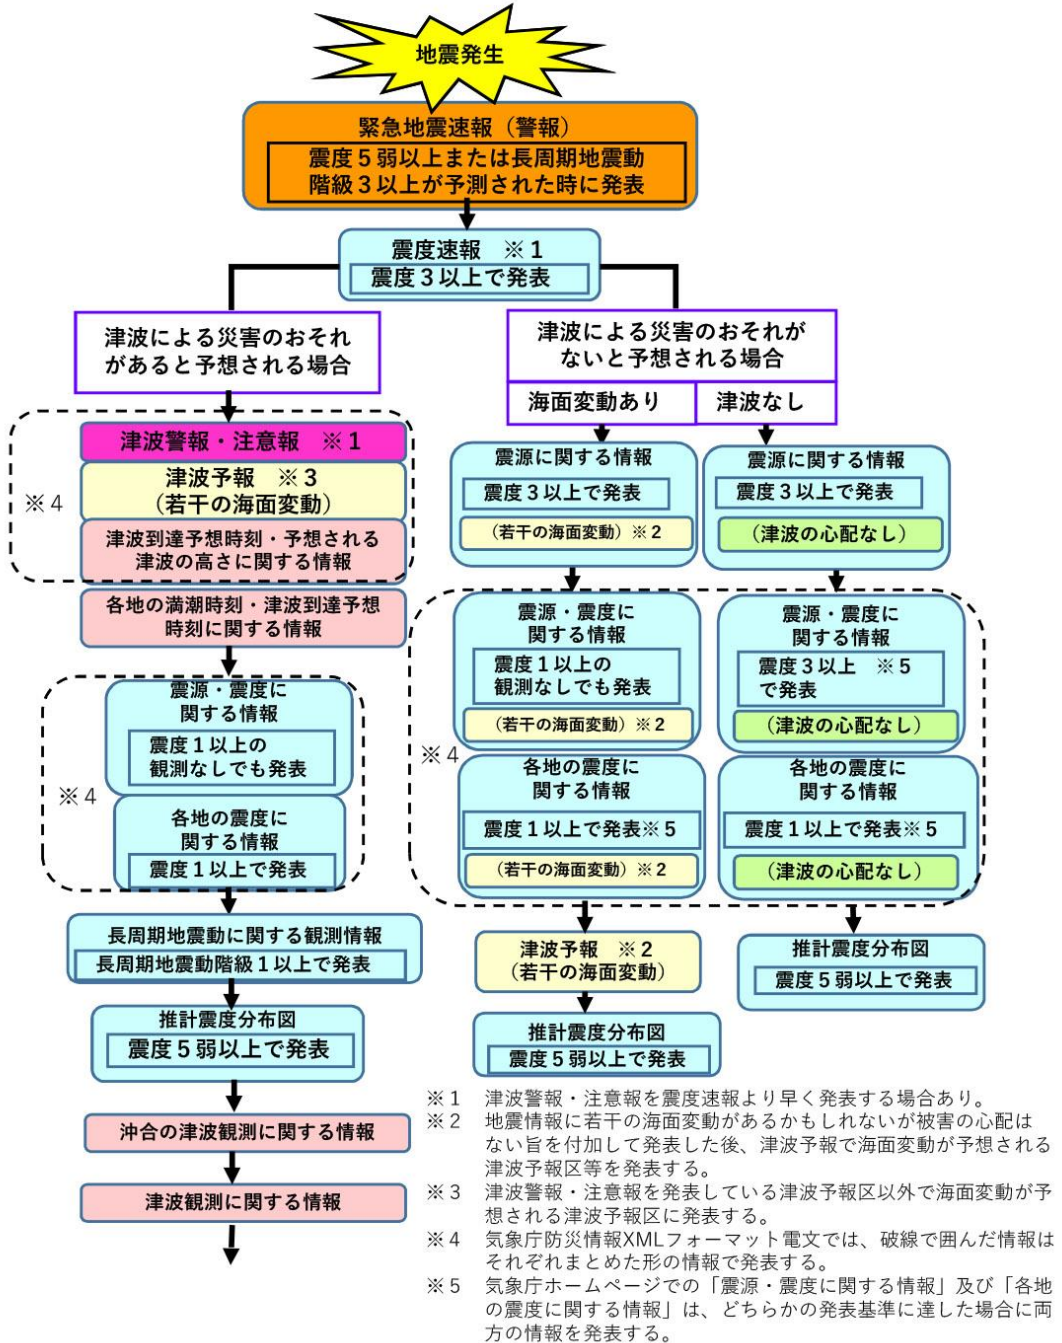 地震発生
緊急地震速報（警報）
震度５弱以上または長周期地震動
階級３以上が予測された時に発表
震度速報　※１
震度３以上で発表
津波による災害のおそれ
があると予想される場合
津波警報・注意報　※１
津波予報　※３
（若干の海面変動）
※４
津波到達予想時刻・予想される
津波の高さに関する情報
各地の満潮時刻・津波到達予想
時刻に関する情報
震源・震度に
関する情報
震度１以上の
観測なしでも発表
※４
各地の震度に
関する情報
震度１以上で発表
長周期地震動に関する観測情報
長周期地震動階級１以上で発表
推計震度分布図
震度５弱以上で発表
沖合の津波観測に関する情報
津波観測に関する情報
津波による災害のおそれが
ないと予想される場合
海面変動あり
津波なし
震源に関する情報
震度３以上で発表
（若干の海面変動）※２
震源・震度に
関する情報
震度１以上の
観測なしでも発表
（若干の海面変動）※２
※４
各地の震度に
関する情報
震度１以上で発表※５
（若干の海面変動）※２
津波予報　※２
（若干の海面変動）
推計震度分布図
震度５弱以上で発表
震源に関する情報
震度３以上で発表
（津波の心配なし）
震源・震度に
関する情報
震度３以上　※５
で発表
（津波の心配なし）
各地の震度に
関する情報
震度１以上で発表※５
（津波の心配なし）
推計震度分布図
震度５弱以上で発表
※１　津波警報・注意報を震度速報より早く発表する場合あり。
※２　地震情報に若干の海面変動があるかもしれないが被害の心配は
ない旨を付加して発表した後、津波予報で海面変動が予想される
津波予報区等を発表する。
※３　津波警報・注意報を発表している津波予報区以外で海面変動が予
想される津波予報区に発表する。
※４　気象庁防災情報XMLフォーマット電文では、破線で囲んだ情報は
それぞれまとめた形の情報で発表する。
※５　気象庁ホームページでの「震源・震度に関する情報」及び「各地
の震度に関する情報」は、どちらかの発表基準に達した場合に両
方の情報を発表する。